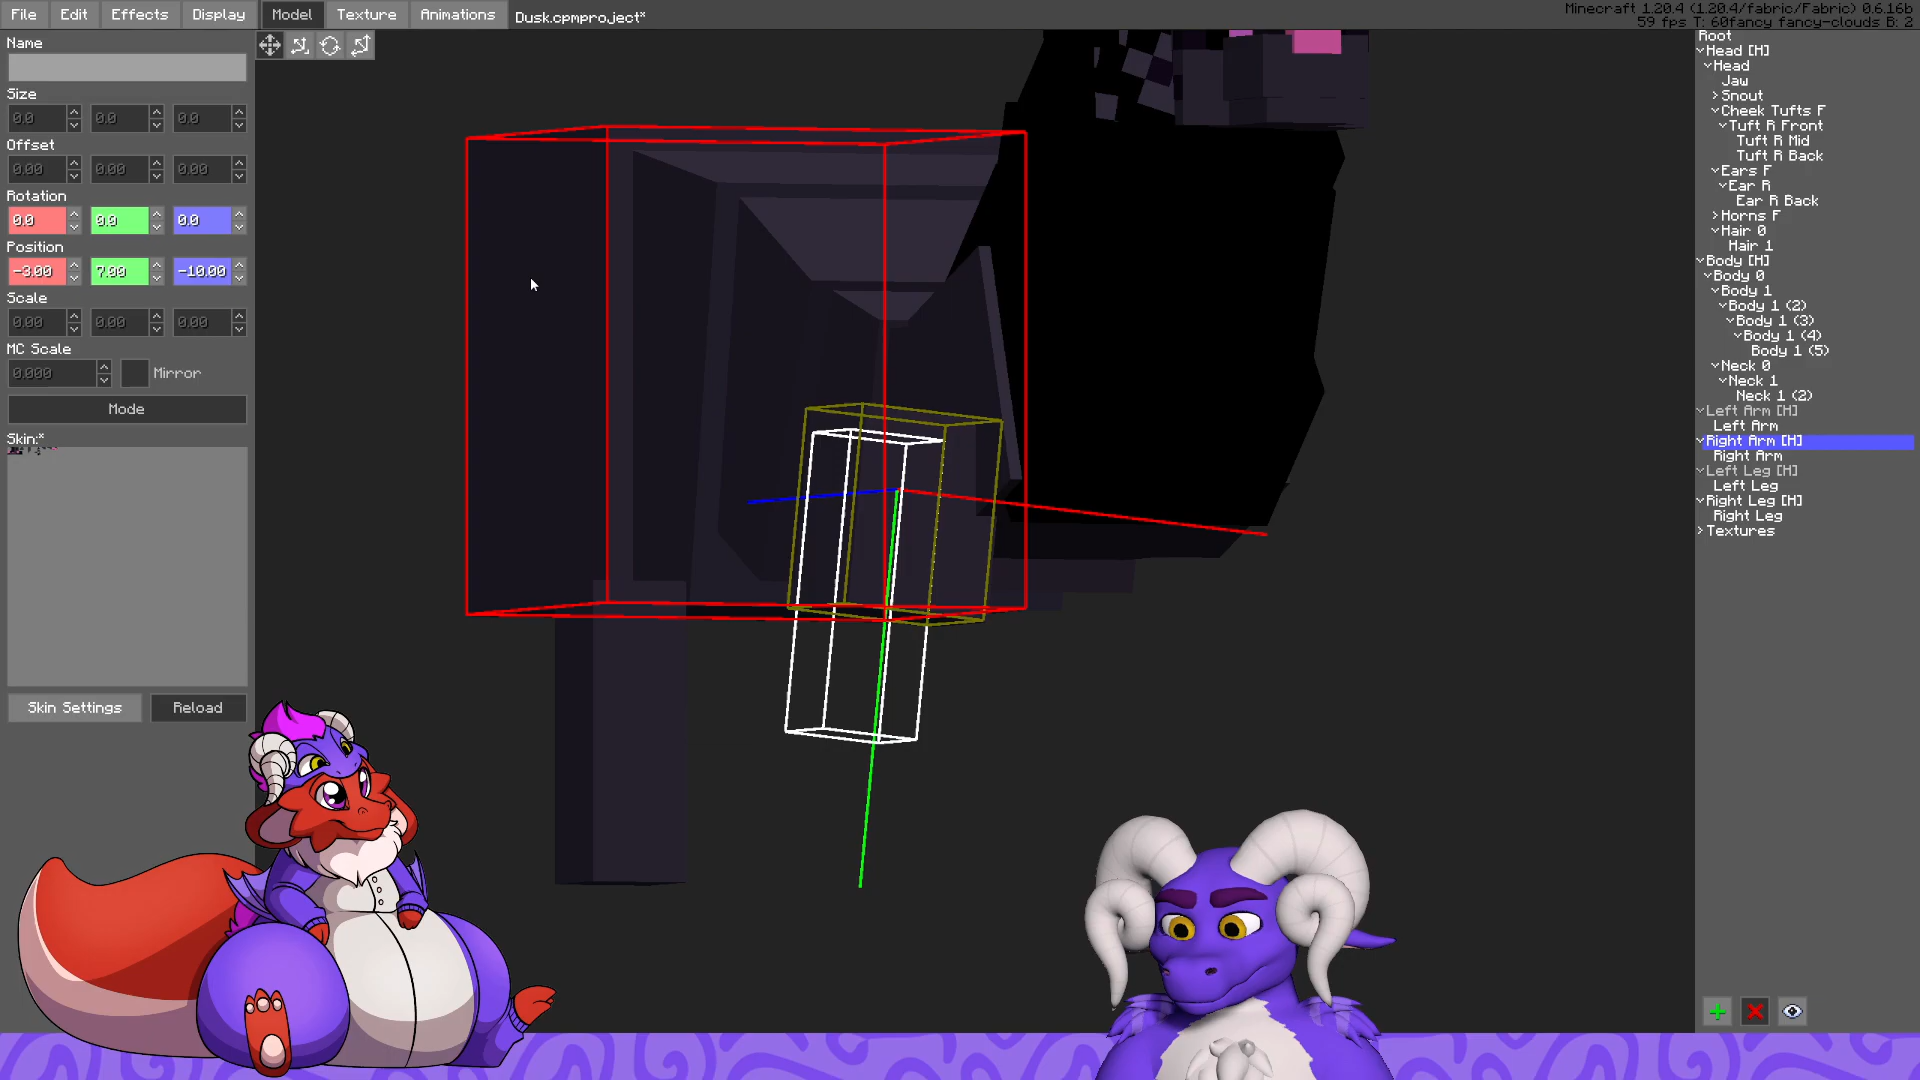 File Edit Effects Display Model Texture Animations Dusk.cpmproject*
Minecraft 1.20.4 (1.20.4/fabric/Fabric) 0.6.16b
59 fps T: 60fancy fancy-clouds B: 2
Name
Size
0.0 0.0 0.0
Offset
0.00 0.00 0.00
Rotation
0.0 0.0 0.0
Position
-3.00 7.00 -10.00
Scale
0.00 0.00 0.00
MC Scale
0.000 Mirror
Mode
Skin:*
Skin Settings Reload
Root
Head [H]
Head
Jaw
Snout
Cheek Tufts F
Tuft R Front
Tuft R Mid
Tuft R Back
Ears F
Ear R
Ear R Back
Horns F
Hair 0
Hair 1
Body [H]
Body 0
Body 1
Body 1 (2)
Body 1 (3)
Body 1 (4)
Body 1 (5)
Neck 0
Neck 1
Neck 1 (2)
Left Arm [H]
Left Arm
Right Arm [H]
Right Arm
Left Leg [H]
Left Leg
Right Leg [H]
Right Leg
Textures